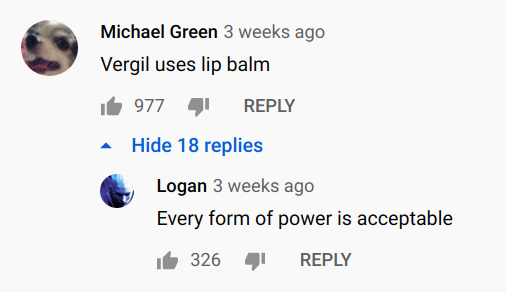 Michael Green 3 weeks ago
Vergil uses lip balm
977 REPLY
Hide 18 replies
Logan 3 weeks ago
Every form of power is acceptable
326 REPLY